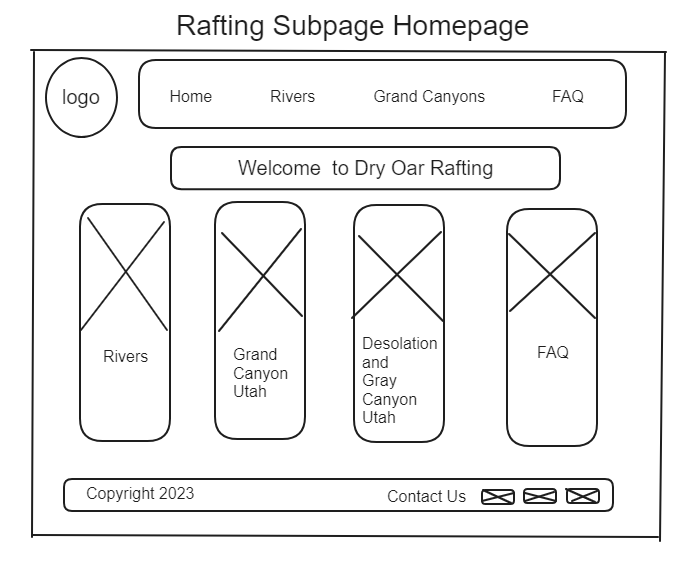 Rafting Subpage Homepage
logo
Home Rivers Grand Canyons FAQ
Welcome to Dry Oar Rafting
Rivers
Grand
Canyon
Utah
Desolation
and
Gray
Canyon
Utah
FAQ
Copyright 2023
Contact Us